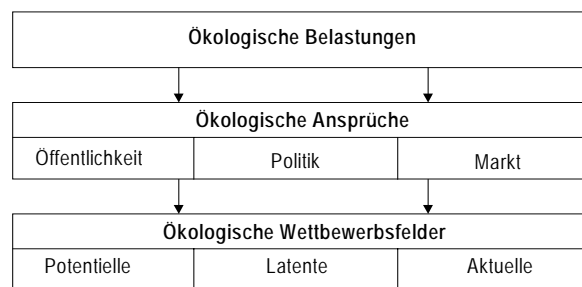 Ökologische Belastungen
Ökologische Ansprüche
Öffentlichkeit Politik Markt
Ökologische Wettbewerbsfelder
Potentielle Latente Aktuelle